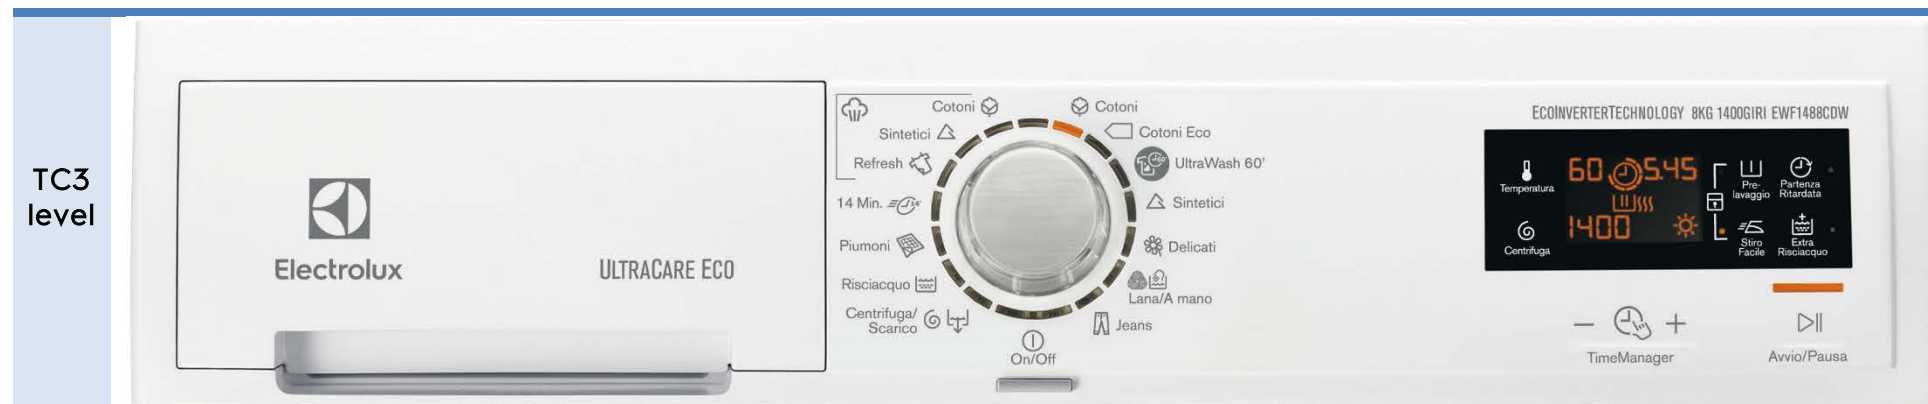 TC3
level
Electrolux
ULTRACARE ECO
Cotoni
Sintetici
Refresh
14 Min.
Piumoni
Risciacquo
Centrifuga/
Scarico
Cotoni
Cotoni Eco
UltraWash 60'
Sintetici
Delicati
Lana/A mano
Jeans
On/Off
ECOINVERTERTECHNOLOGY 8KG 1400GIRI EWF1488CDW
Temperatura
60 5.45
Pre-
lavaggio
Partenza
Ritardata
Centrifuga
1400
Stiro
Facile
Extra
Risciacquo
TimeManager
Avvio/Pausa